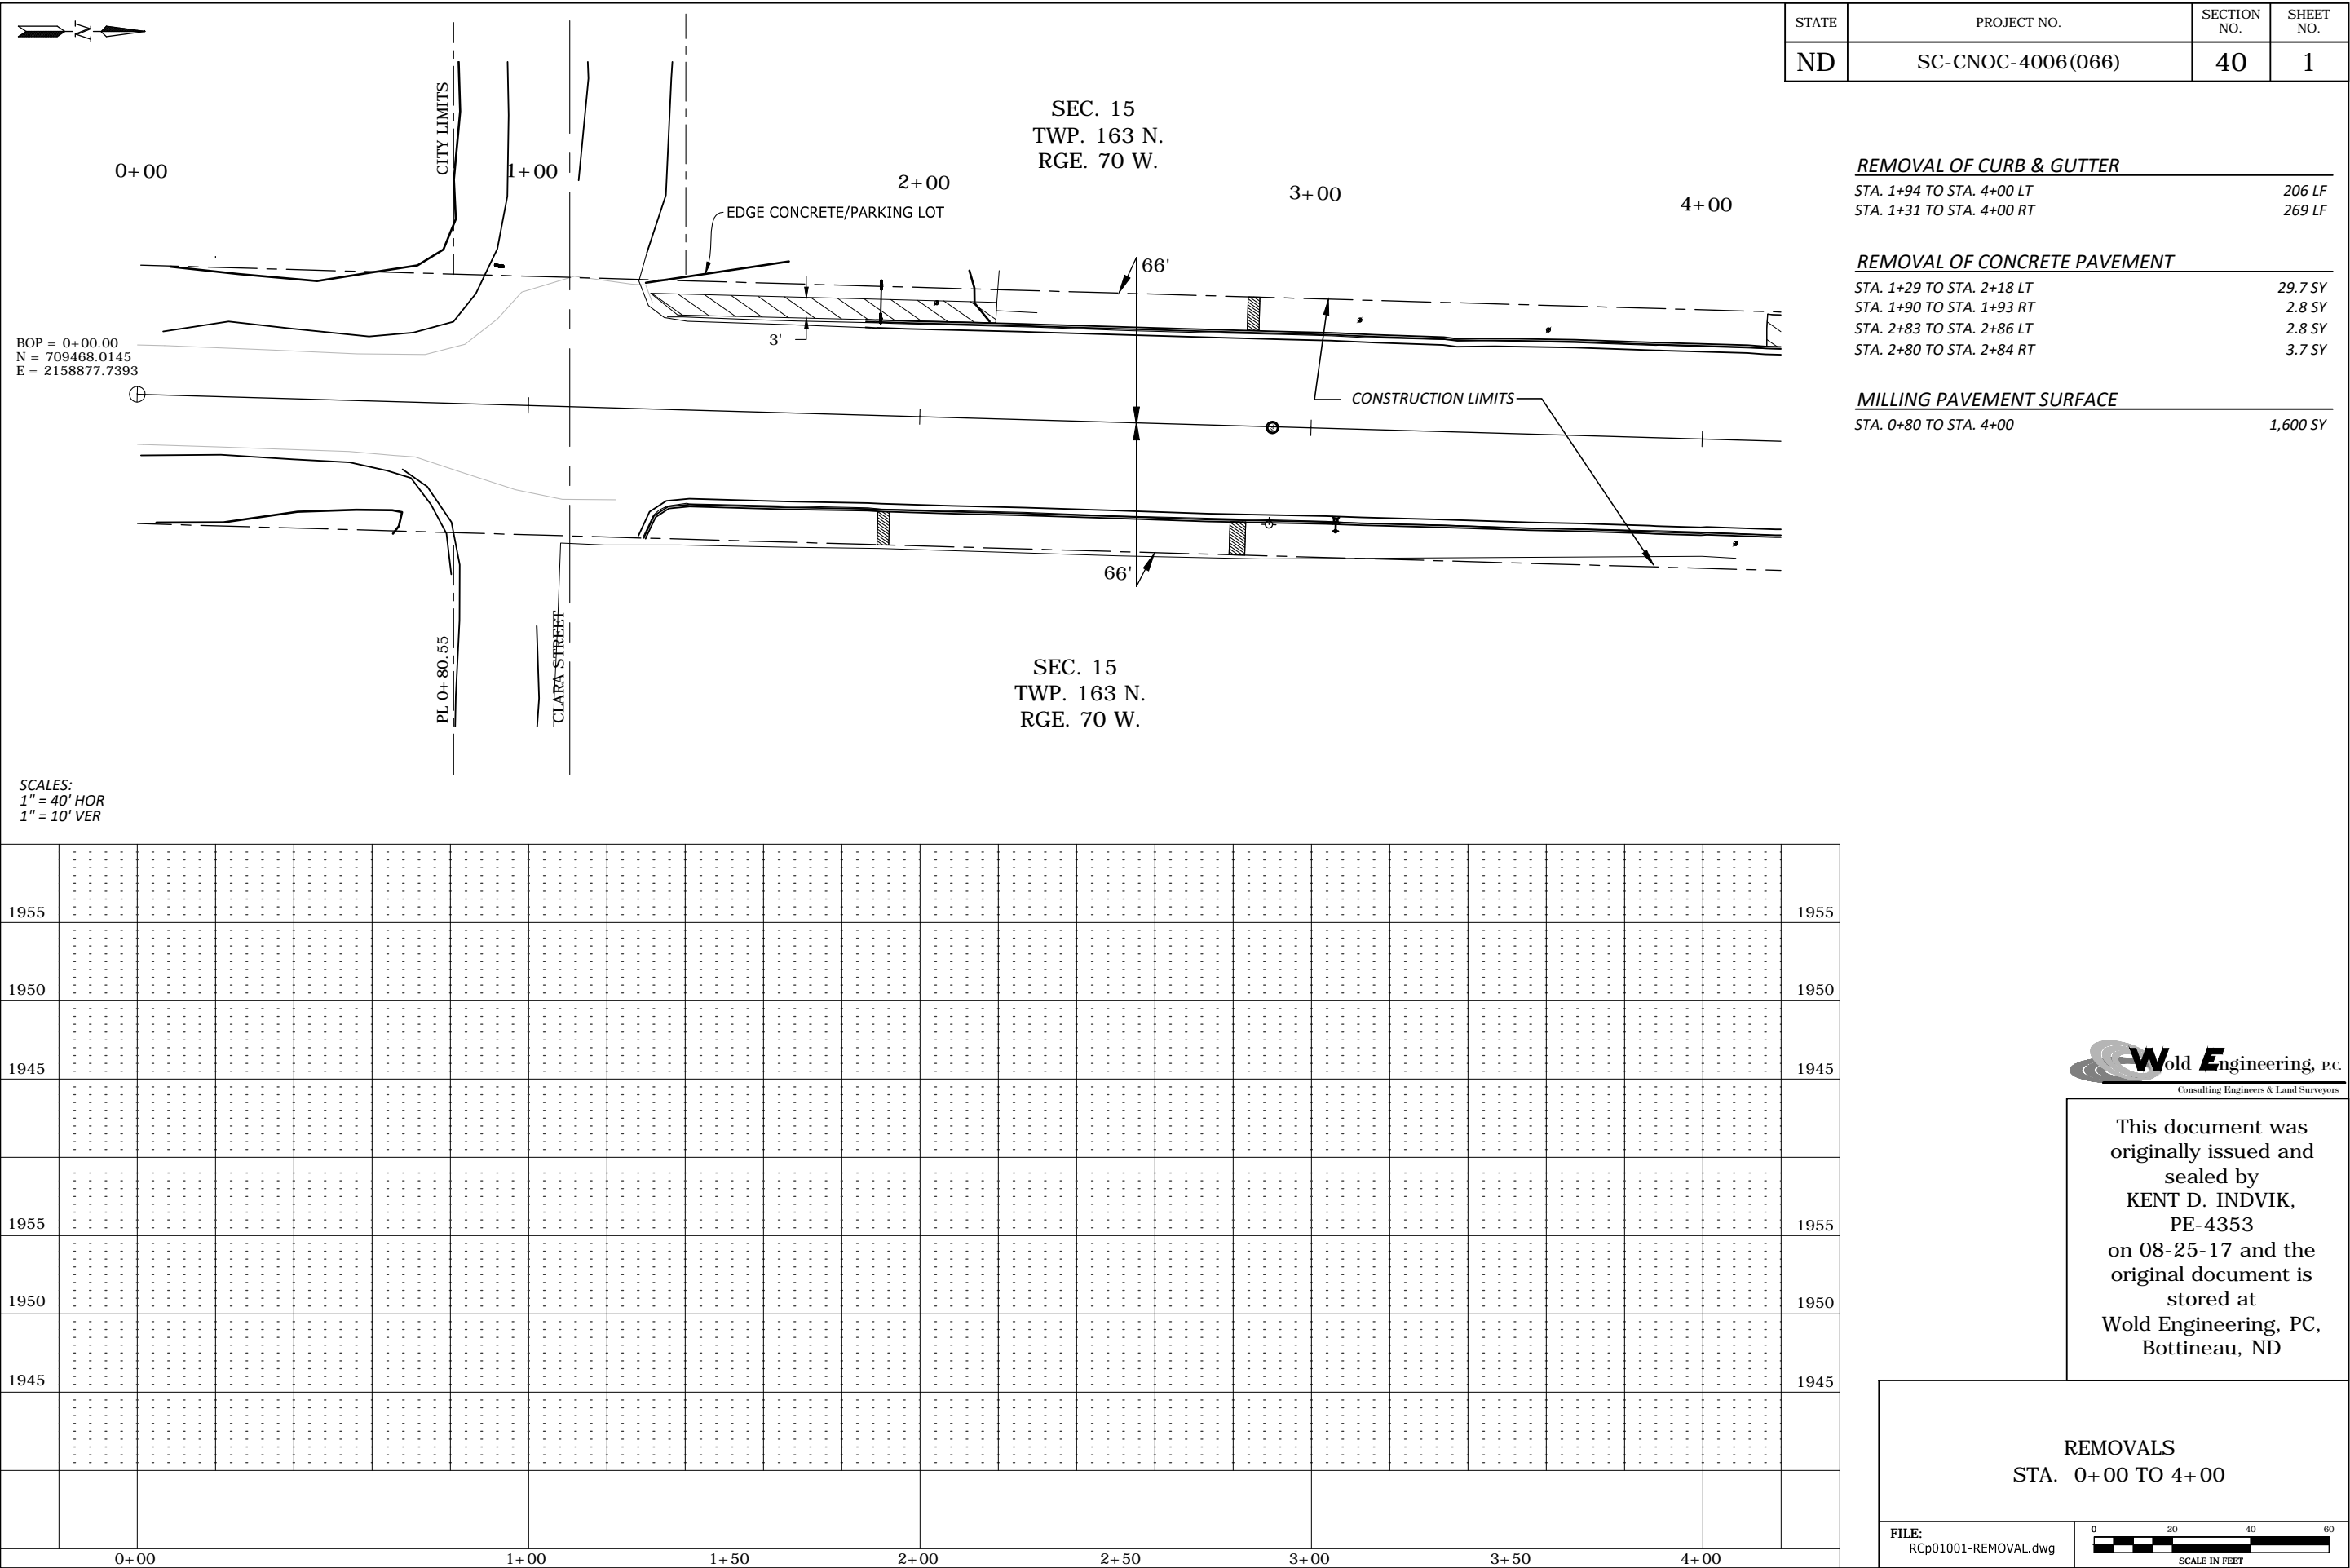 STATE PROJECT NO. SECTION NO. SHEET NO.
ND SC-CNOC-4006(066) 40 1
N
CITY LIMITS
SEC. 15
TWP. 163 N.
RGE. 70 W.
0+00 1+00 2+00 3+00 4+00
EDGE CONCRETE/PARKING LOT
66'
3'
BOP = 0+00.00
N = 709468.0145
E = 2158877.7393
CONSTRUCTION LIMITS
66'
PL 0+80.55
CLARA STREET
SEC. 15
TWP. 163 N.
RGE. 70 W.
REMOVAL OF CURB & GUTTER
STA. 1+94 TO STA. 4+00 LT 206 LF
STA. 1+31 TO STA. 4+00 RT 269 LF
REMOVAL OF CONCRETE PAVEMENT
STA. 1+29 TO STA. 2+18 LT 29.7 SY
STA. 1+90 TO STA. 1+93 RT 2.8 SY
STA. 2+83 TO STA. 2+86 LT 2.8 SY
STA. 2+80 TO STA. 2+84 RT 3.7 SY
MILLING PAVEMENT SURFACE
STA. 0+80 TO STA. 4+00 1,600 SY
SCALES:
1" = 40' HOR
1" = 10' VER
1955 1955
1950 1950
1945 1945
1955 1955
1950 1950
1945 1945
0+00 1+00 1+50 2+00 2+50 3+00 3+50 4+00
Wold Engineering, P.C.
Consulting Engineers & Land Surveyors
This document was
originally issued and
sealed by
KENT D. INDVIK,
PE-4353
on 08-25-17 and the
original document is
stored at
Wold Engineering, PC,
Bottineau, ND
REMOVALS
STA. 0+00 TO 4+00
FILE:
RCp01001-REMOVAL.dwg
0 20 40 60
SCALE IN FEET